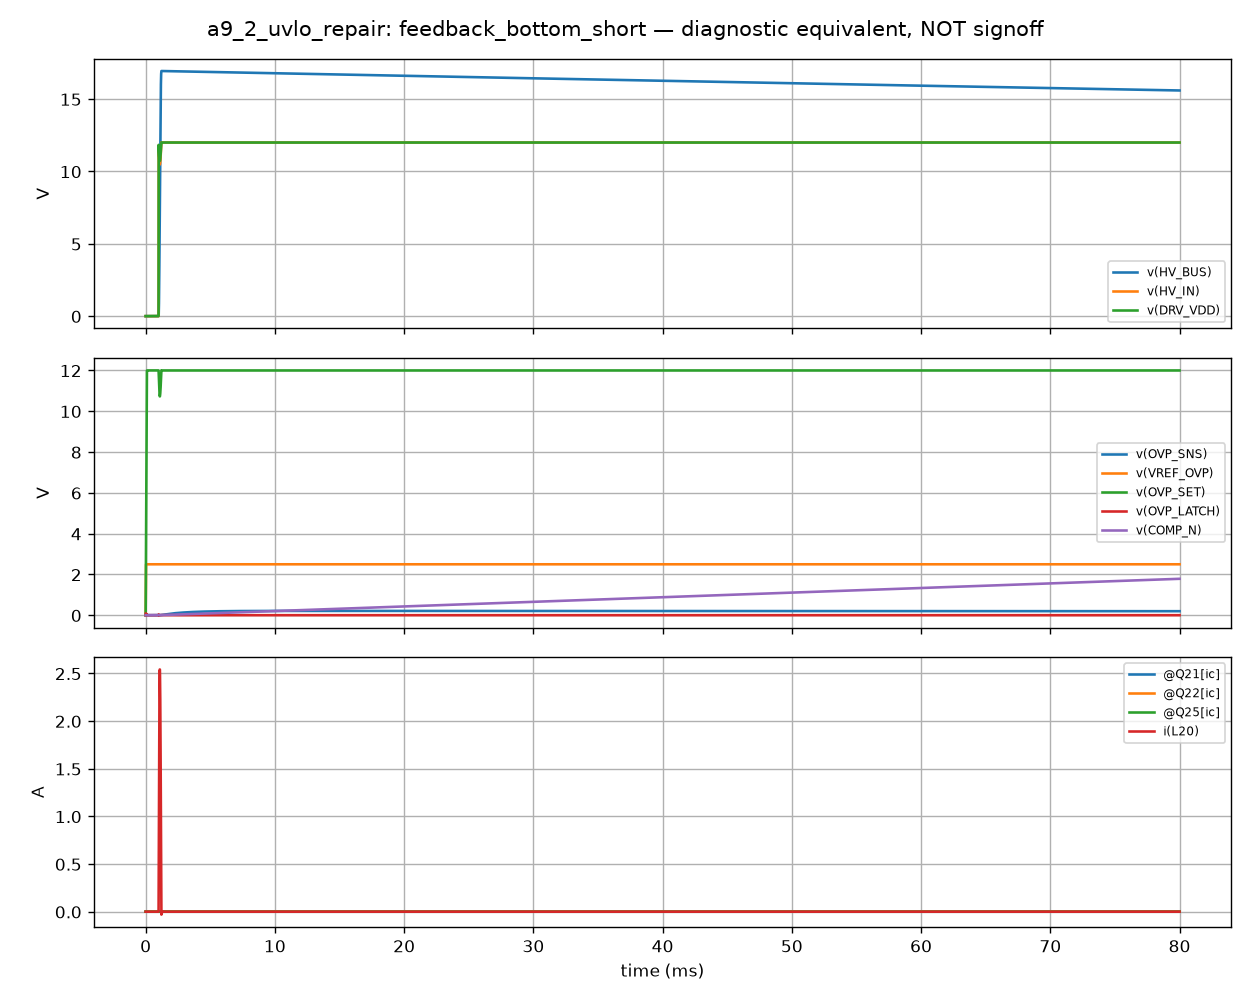 a9_2_uvlo_repair: feedback_bottom_short — diagnostic equivalent, NOT signoff
15
10
5
0
V
v(HV_BUS)
v(HV_IN)
v(DRV_VDD)
12
10
8
6
4
2
0
V
v(OVP_SNS)
v(VREF_OVP)
v(OVP_SET)
v(OVP_LATCH)
v(COMP_N)
2.5
2.0
1.5
1.0
0.5
0.0
A
@Q21[ic]
@Q22[ic]
@Q25[ic]
i(L20)
0 10 20 30 40 50 60 70 80
time (ms)